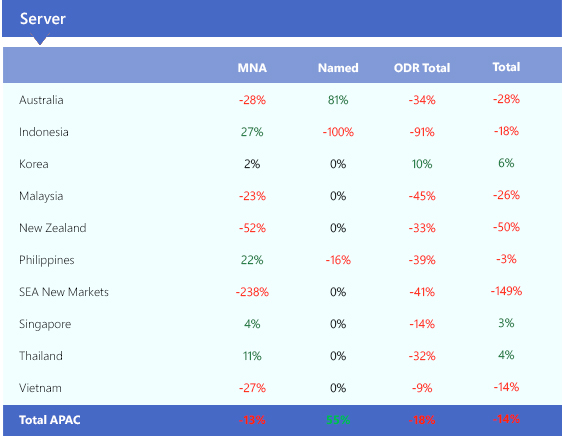 Server
MNA Named ODR Total Total
Australia -28% 81% -34% -28%
Indonesia 27% -100% -91% -18%
Korea 2% 0% 10% 6%
Malaysia -23% 0% -45% -26%
New Zealand -52% 0% -33% -50%
Philippines 22% -16% -39% -3%
SEA New Markets -238% 0% -41% -149%
Singapore 4% 0% -14% 3%
Thailand 11% 0% -32% 4%
Vietnam -27% 0% -9% -14%
Total APAC -13% 55% -18% -14%